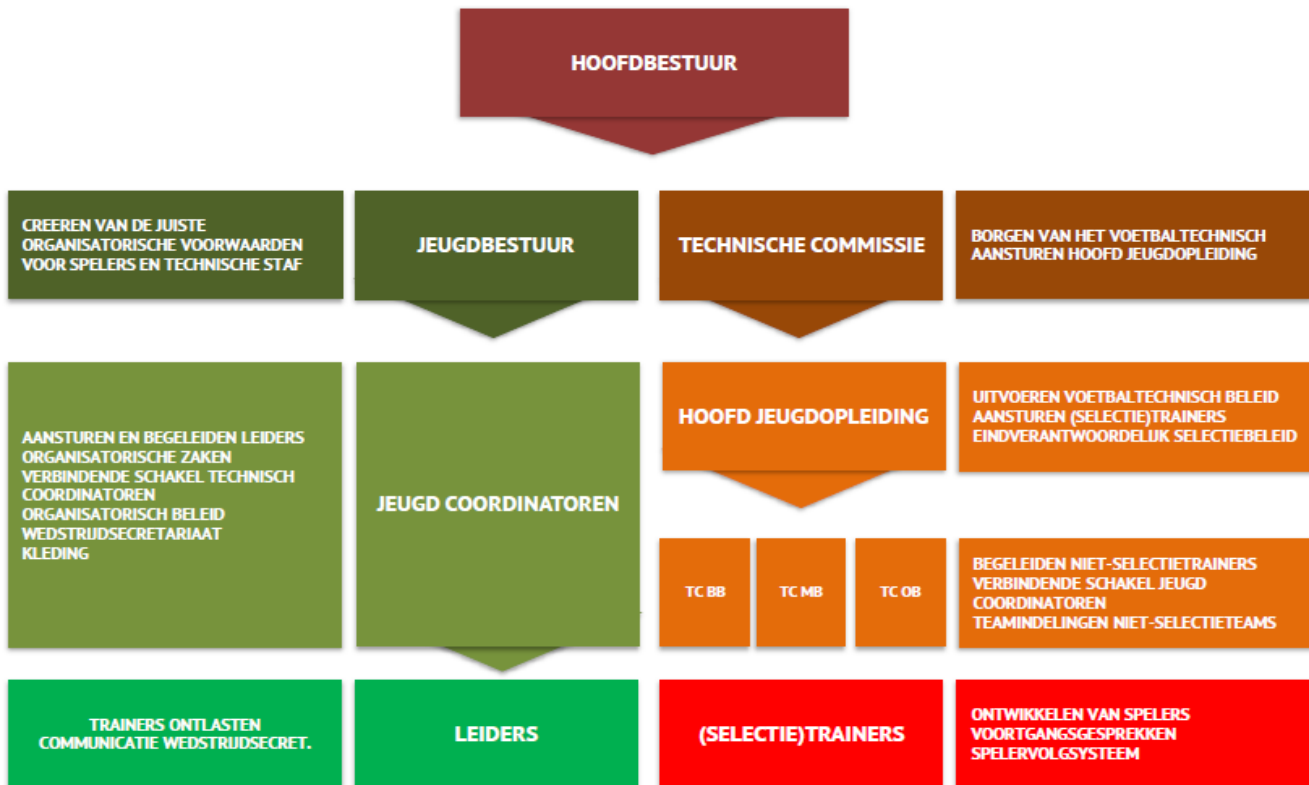 HOOFDBESTUUR
CREEREN VAN DE JUISTE
ORGANISATORISCHE VOORWAARDEN
VOOR SPELERS EN TECHNISCHE STAF
JEUGDBESTUUR
TECHNISCHE COMMISSIE
BORGEN VAN HET VOETBALTECHNISCH
AANSTUREN HOOFD JEUGDOPLEIDING
AANSTUREN EN BEGELEIDEN LEIDERS
ORGANISATORISCHE ZAKEN
VERBINDENDE SCHAKEL TECHNISCH
COORDINATOREN
ORGANISATORISCH BELEID
WEDSTRIJDSECRETARIAAT
KLEDING
JEUGD COORDINATOREN
HOOFD JEUGDOPLEIDING
UITVOEREN VOETBALTECHNISCH BELEID
AANSTUREN (SELECTIE)TRAINERS
EINDVERANTWOORDELIJK SELECTIEBELEID
TC BB
TC MB
TC OB
BEGELEIDEN NIET-SELECTIETRAINERS
VERBINDENDE SCHAKEL JEUGD
COORDINATOREN
TEAMINDELINGEN NIET-SELECTIETEAMS
TRAINERS ONTLASTEN
COMMUNICATIE WEDSTRIJDSECRET.
LEIDERS
(SELECTIE)TRAINERS
ONTWIKKELEN VAN SPELERS
VOORTGANGSGESPREKKEN
SPELERVOLGSYSTEEM